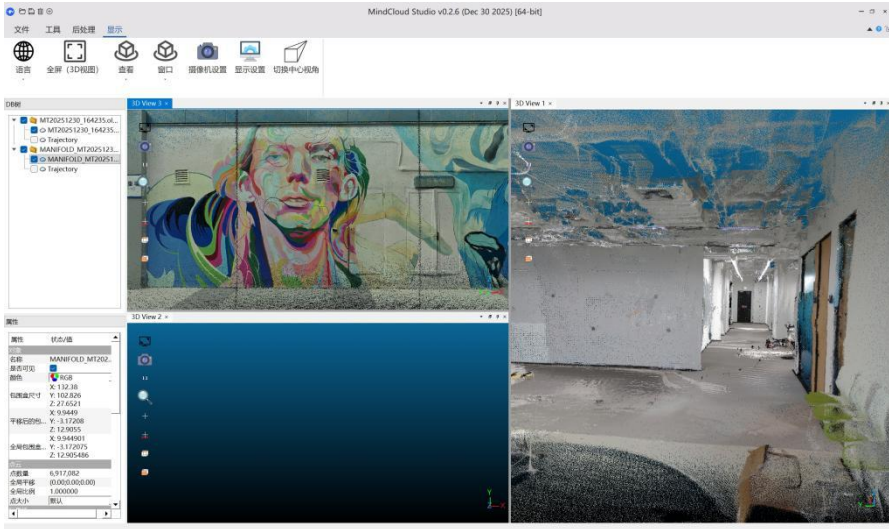 MindCloud Studio v0.2.6 (Dec 30 2025) [64-bit]
文件 工具 后处理 显示
语言 全屏（3D视图） 查看 窗口 摄像机设置 显示设置 切换中心视角
DB树
MT20251230_164235.ol...
MT20251230_164235...
Trajectory
MANIFOLD_MT2025123...
MANIFOLD_MT20251...
Trajectory
3D View 3
3D View 2
3D View 1
属性
属性 状态/值
名称 MANIFOLD_MT202...
是否可见
颜色 RGB
包围盒尺寸
X: 132.38
Y: 102.826
Z: 27.6521
平移后的包...
X: 9.9449
Y: -3.17208
Z: 12.9055
全局包围盒...
X: 9.944901
Y: -3.172075
Z: 12.905486
点数量 6,917,082
全局平移 (0.00;0.00;0.00)
全局比例 1.000000
点大小 默认